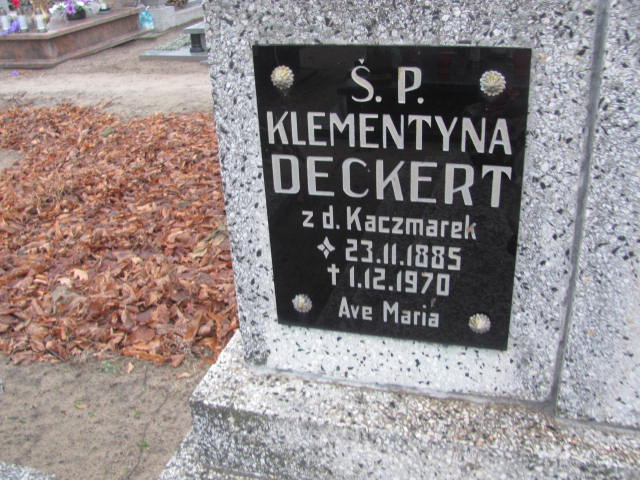 Ś. P.
KLEMENTYNA
DECKERT
z d. Kaczmarek
✧ 23.11.1885
† 1.12.1970
Ave Maria